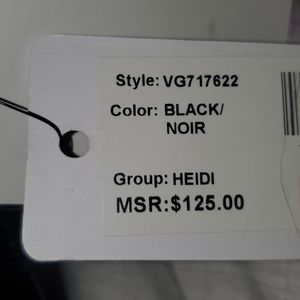 Style: VG717622
Color: BLACK/
NOIR
Group: HEIDI
MSR:$125.00